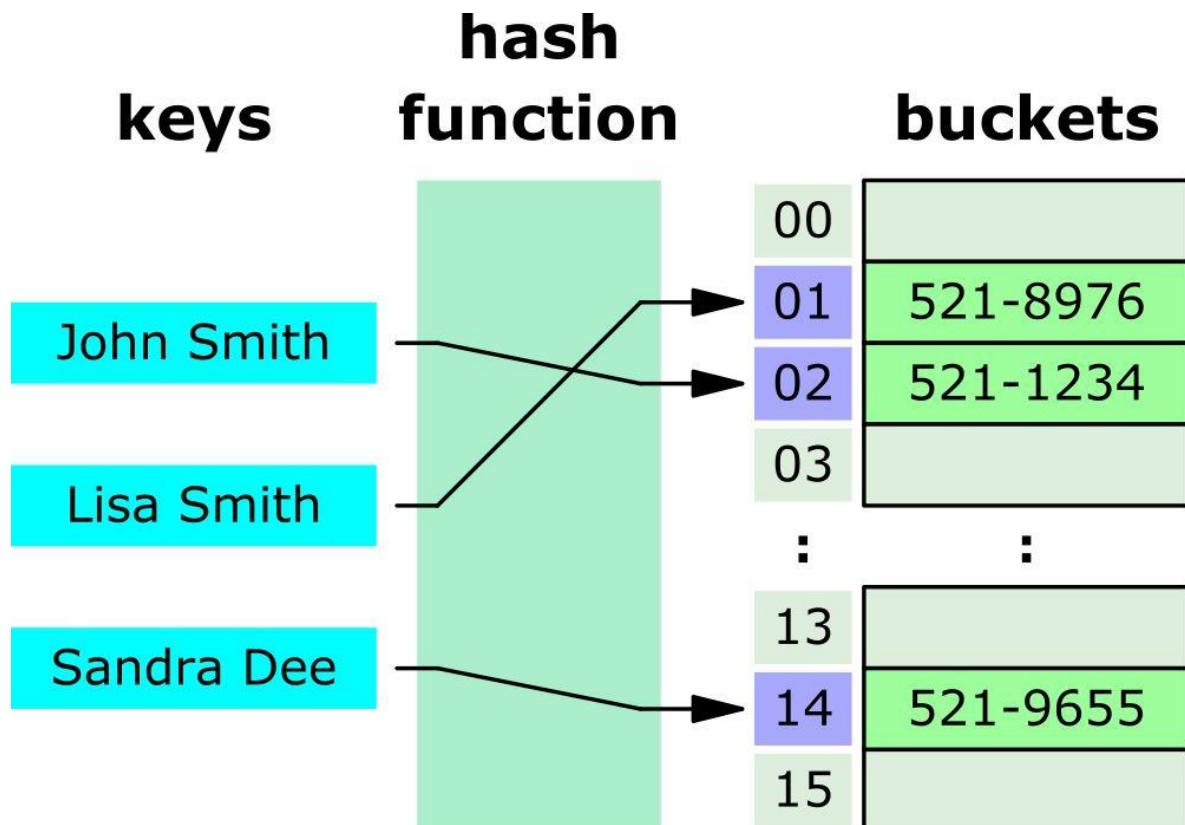 keys
hash
function
buckets
John Smith
Lisa Smith
Sandra Dee
00
01 521-8976
02 521-1234
03
: :
13
14 521-9655
15